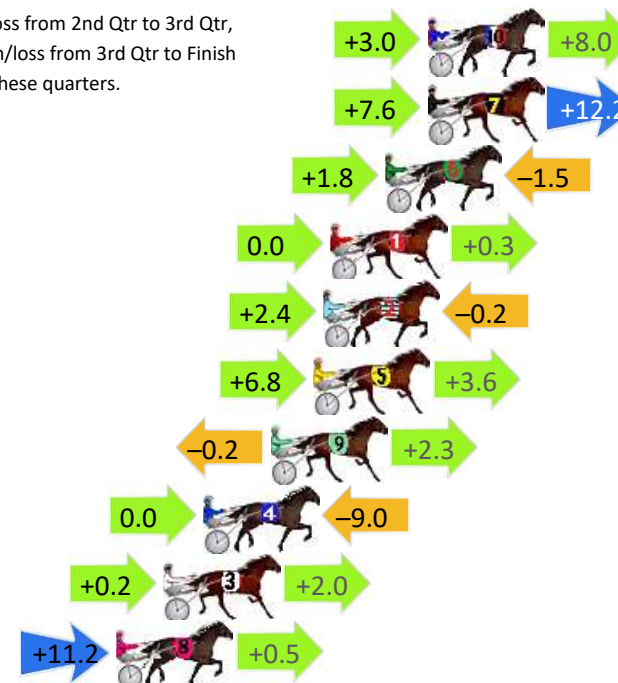 oss from 2nd Qtr to 3rd Qtr,
n/loss from 3rd Qtr to Finish
hese quarters.
+3.0 10 +8.0
+7.6 7 +12.2
+1.8 6 –1.5
0.0 1 +0.3
+2.4 2 –0.2
+6.8 5 +3.6
–0.2 9 +2.3
0.0 4 –9.0
+0.2 3 +2.0
+11.2 8 +0.5